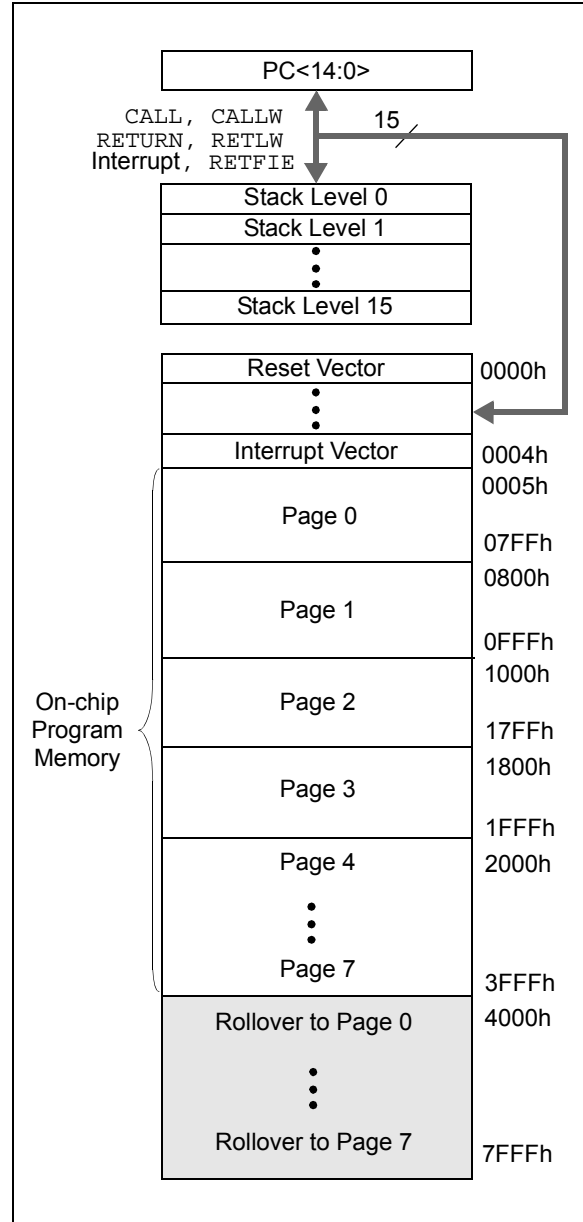 PC<14:0>
CALL, CALLW
15
RETURN, RETLW
Interrupt, RETFIE
Stack Level 0
Stack Level 1
Stack Level 15
Reset Vector
0000h
Interrupt Vector
0004h
0005h
Page 0
07FFh
0800h
Page 1
0FFFh
1000h
On-chip
Program
Memory
Page 2
17FFh
1800h
Page 3
1FFFh
Page 4
2000h
Page 7
3FFFh
Rollover to Page 0
4000h
Rollover to Page 7
7FFFh